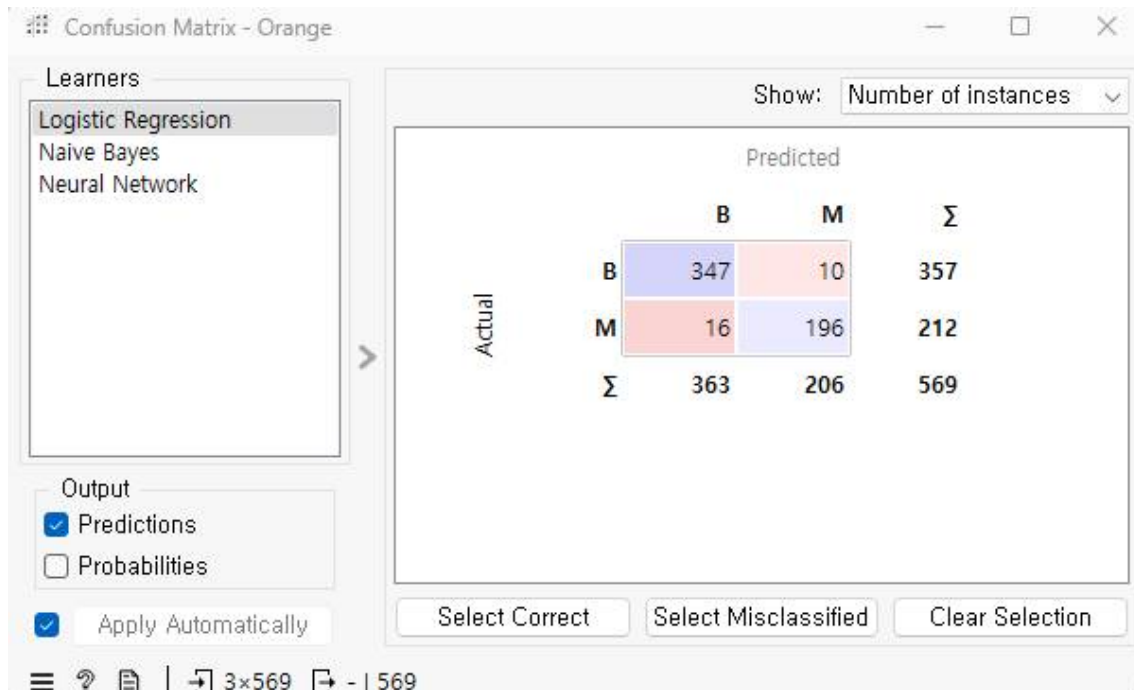 Confusion Matrix - Orange
Learners
Logistic Regression
Naive Bayes
Neural Network
Output
Predictions
Probabilities
Apply Automatically
Show: Number of instances
Predicted
B M Σ
Actual
B 347 10 357
M 16 196 212
Σ 363 206 569
Select Correct Select Misclassified Clear Selection
3×569 - | 569